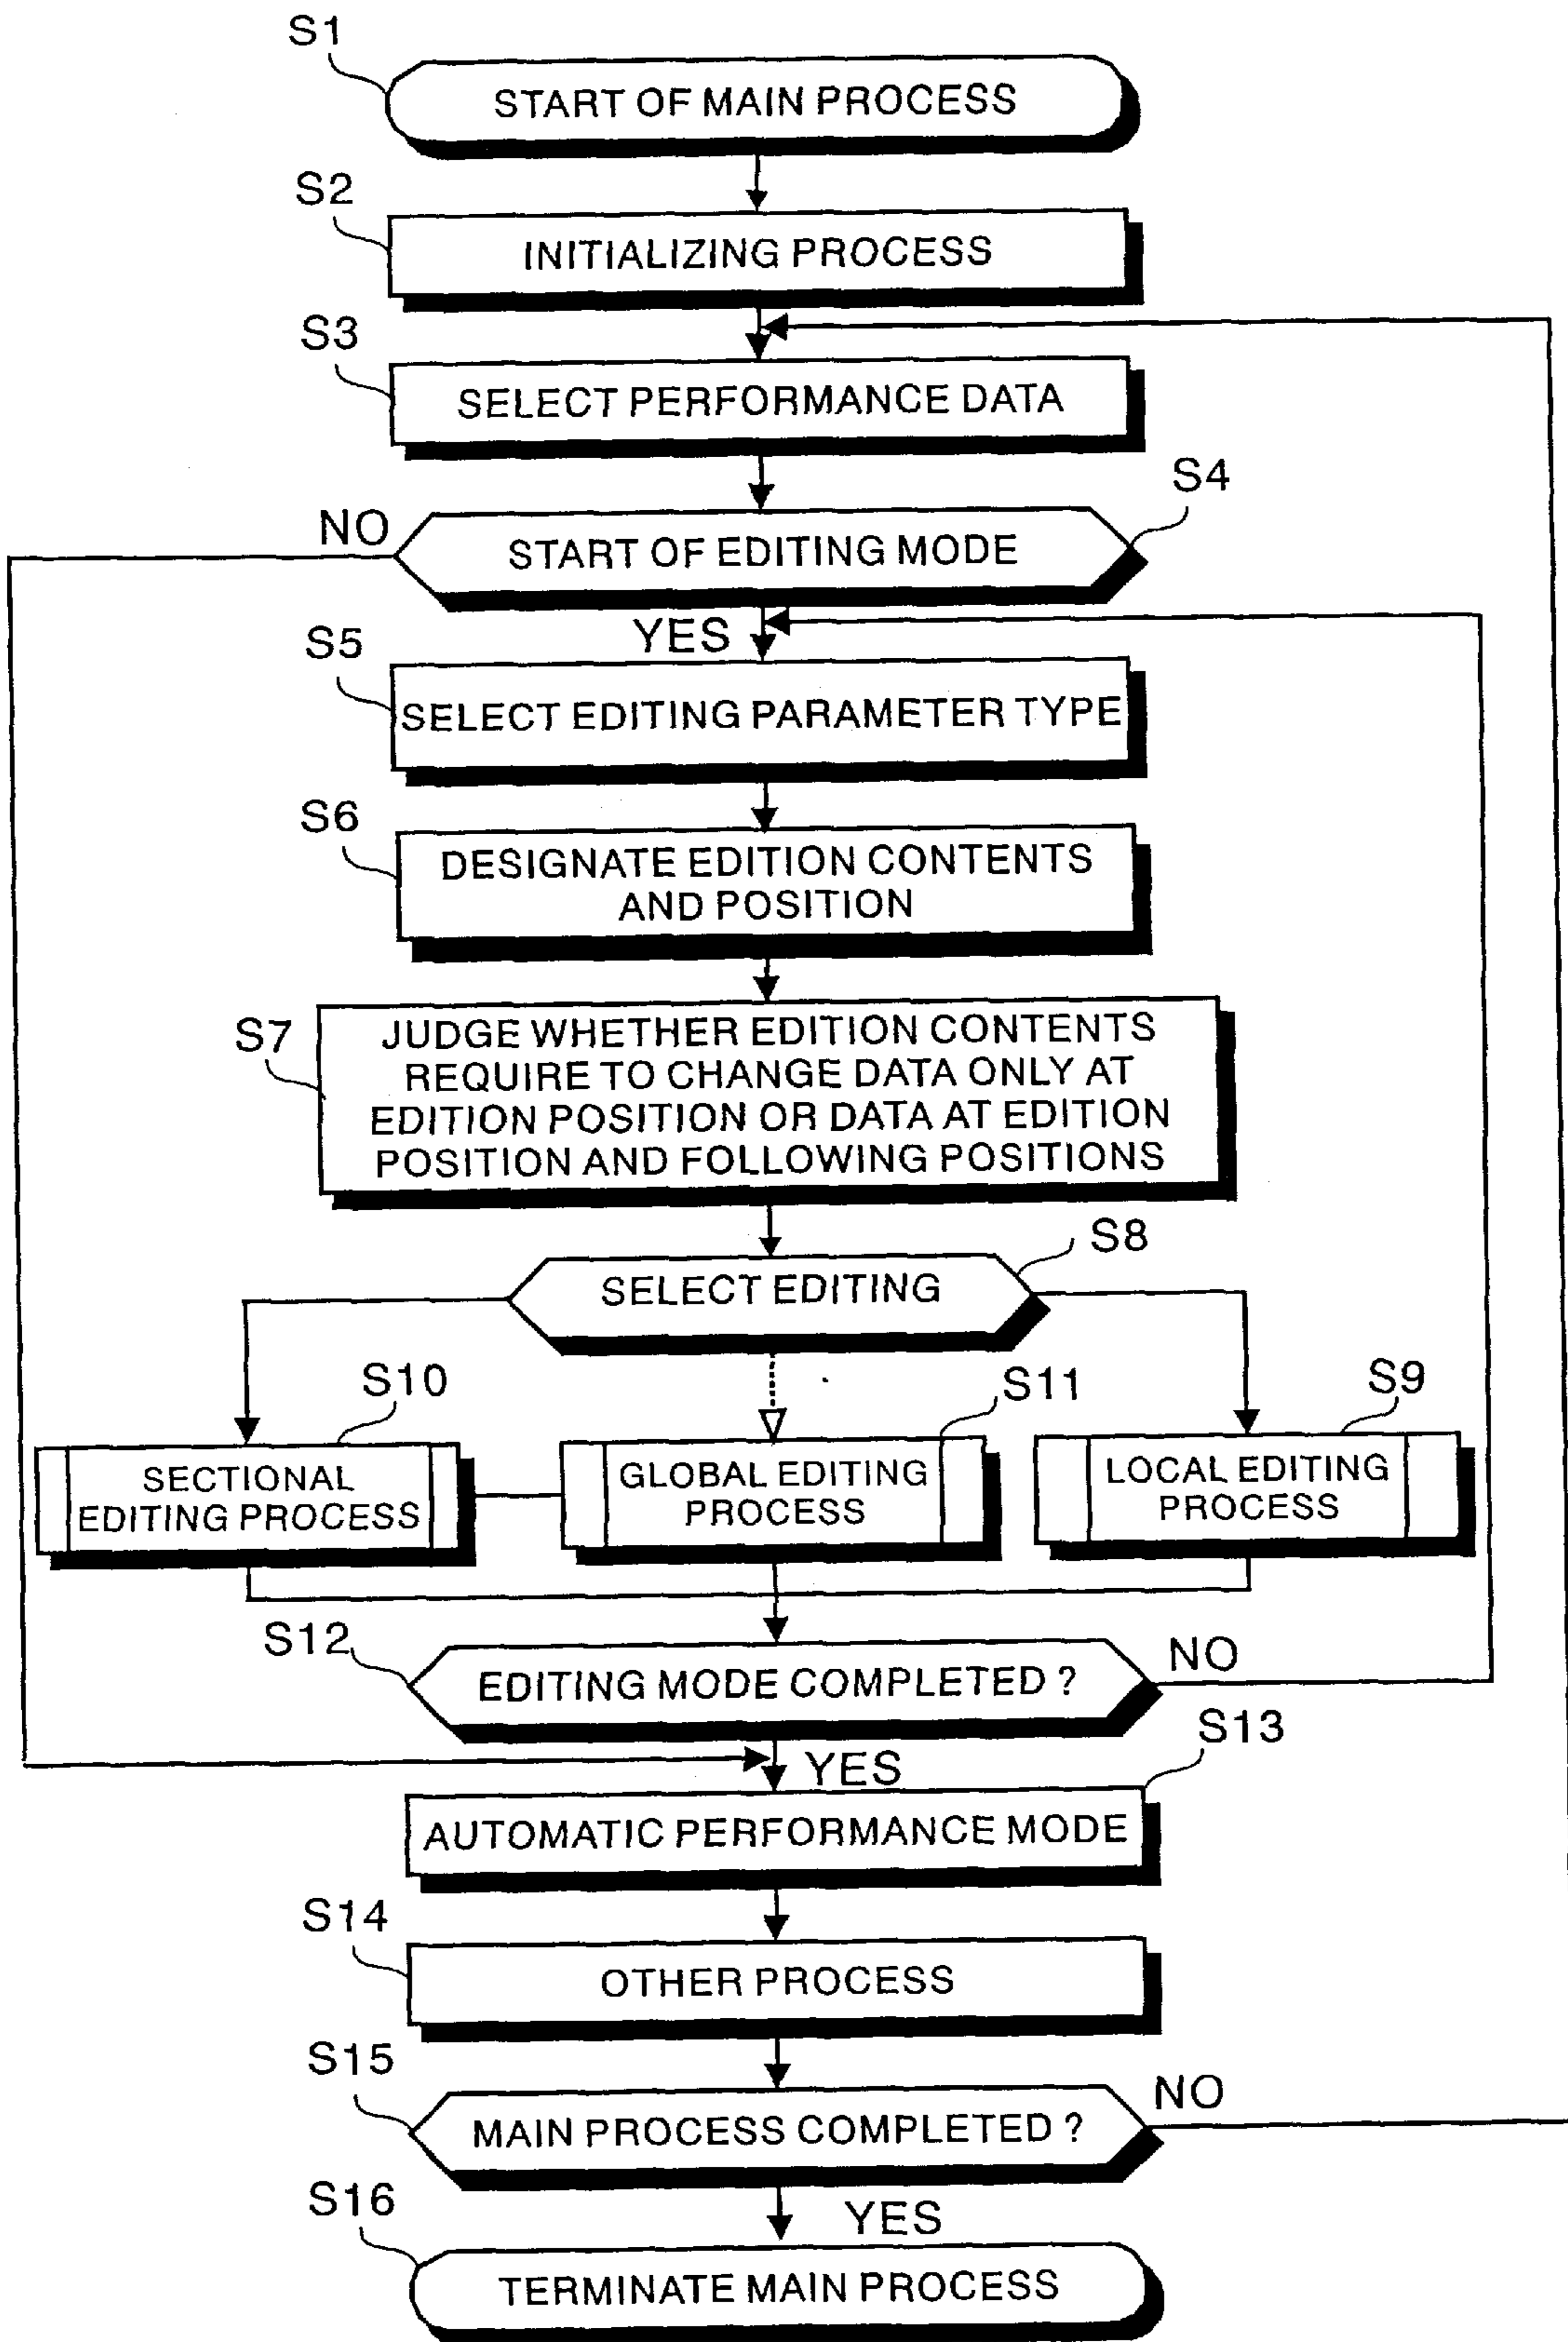 S1
START OF MAIN PROCESS
S2
INITIALIZING PROCESS
S3
SELECT PERFORMANCE DATA
S4
NO
START OF EDITING MODE
YES
S5
SELECT EDITING PARAMETER TYPE
S6
DESIGNATE EDITION CONTENTS
AND POSITION
S7
JUDGE WHETHER EDITION CONTENTS
REQUIRE TO CHANGE DATA ONLY AT
EDITION POSITION OR DATA AT EDITION
POSITION AND FOLLOWING POSITIONS
S8
SELECT EDITING
S10
SECTIONAL
EDITING PROCESS
S11
GLOBAL EDITING
PROCESS
S9
LOCAL EDITING
PROCESS
S12
EDITING MODE COMPLETED ?
NO
YES
S13
AUTOMATIC PERFORMANCE MODE
S14
OTHER PROCESS
S15
MAIN PROCESS COMPLETED ?
NO
YES
S16
TERMINATE MAIN PROCESS